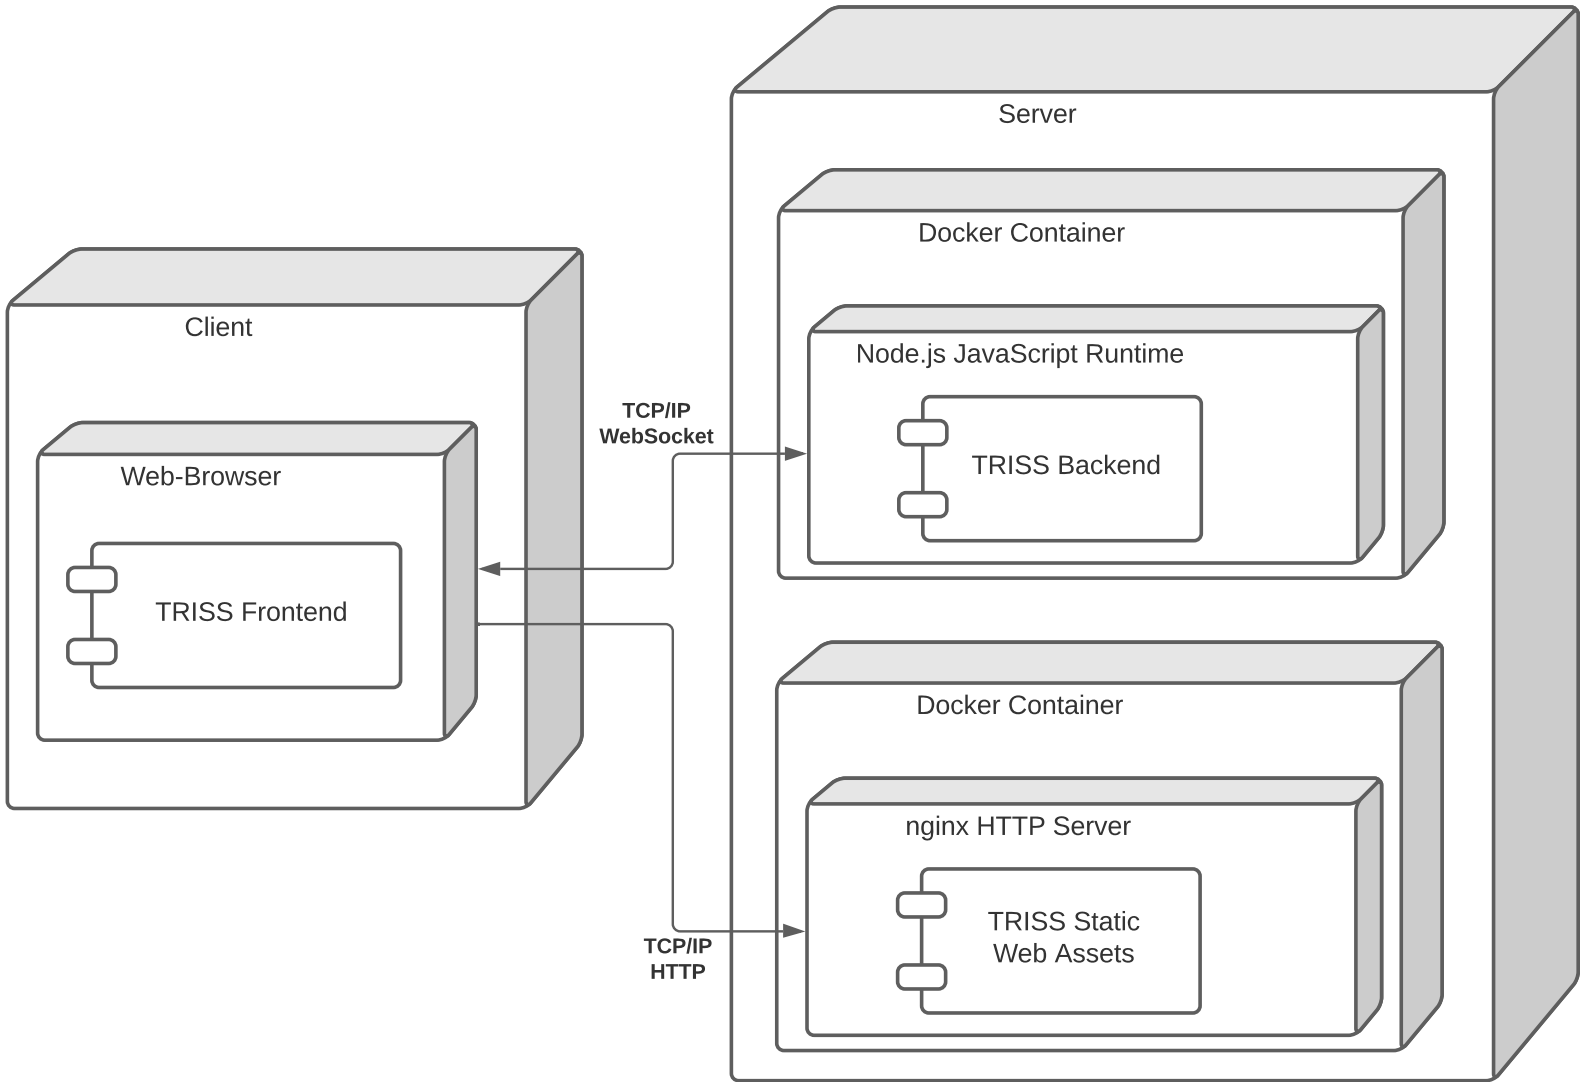 Client
Web-Browser
TRISS Frontend
TCP/IP
WebSocket
TCP/IP
HTTP
Server
Docker Container
Node.js JavaScript Runtime
TRISS Backend
Docker Container
nginx HTTP Server
TRISS Static
Web Assets